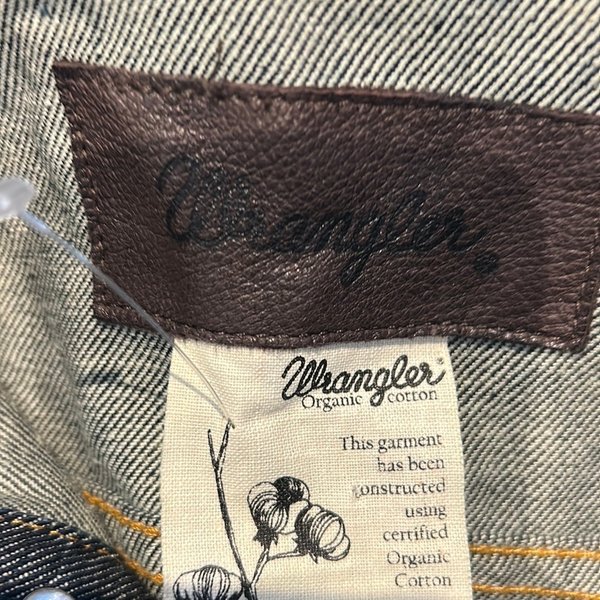 Wrangler
Wrangler
Organic cotton
This garment
has been
constructed
using
certified
Organic
Cotton